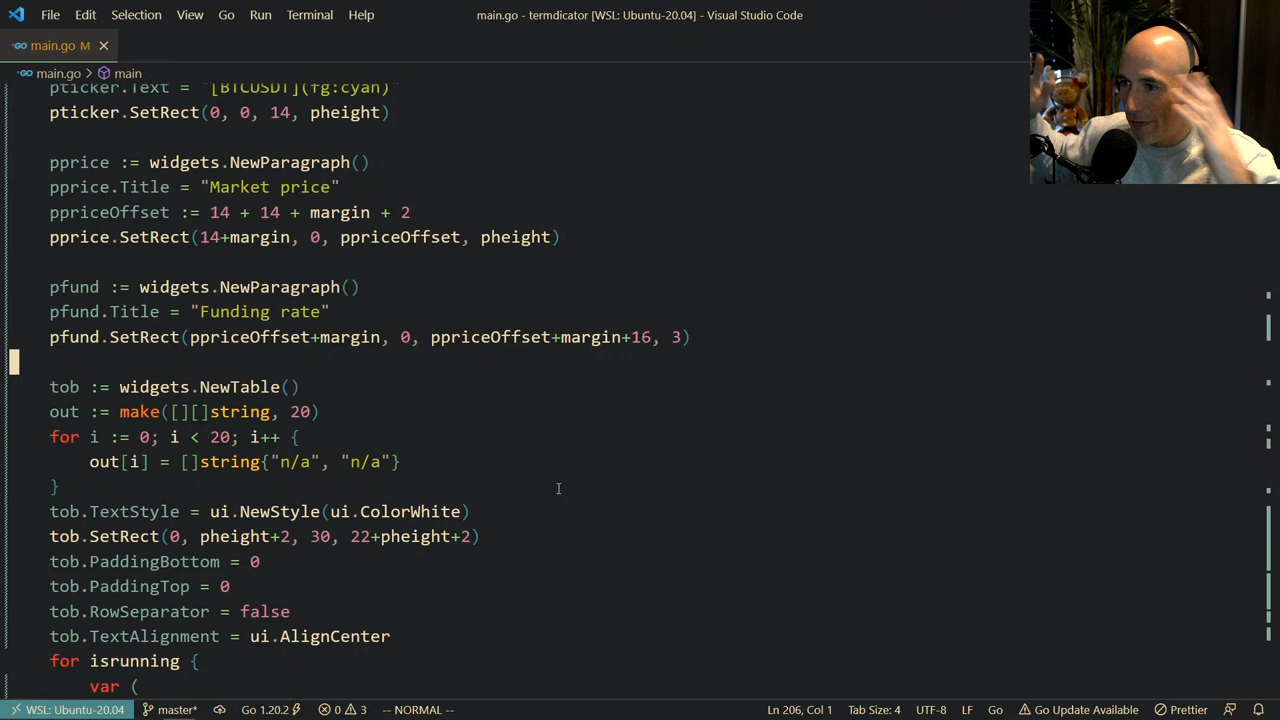 File Edit Selection View Go Run Terminal Help main.go - termdicator [WSL: Ubuntu-20.04] - Visual Studio Code
main.go M
main.go > main
pticker.Text = "[BTCUSDT](fg:cyan)"
pticker.SetRect(0, 0, 14, pheight)
pprice := widgets.NewParagraph()
pprice.Title = "Market price"
ppriceOffset := 14 + 14 + margin + 2
pprice.SetRect(14+margin, 0, ppriceOffset, pheight)
pfund := widgets.NewParagraph()
pfund.Title = "Funding rate"
pfund.SetRect(ppriceOffset+margin, 0, ppriceOffset+margin+16, 3)
tob := widgets.NewTable()
out := make([][]string, 20)
for i := 0; i < 20; i++ {
out[i] = []string{"n/a", "n/a"}
}
tob.TextStyle = ui.NewStyle(ui.ColorWhite)
tob.SetRect(0, pheight+2, 30, 22+pheight+2)
tob.PaddingBottom = 0
tob.PaddingTop = 0
tob.RowSeparator = false
tob.TextAlignment = ui.AlignCenter
for isrunning {
var (
WSL: Ubuntu-20.04 master* Go 1.20.2 0 3 -- NORMAL -- Ln 206, Col 1 Tab Size: 4 UTF-8 LF Go Go Update Available Prettier